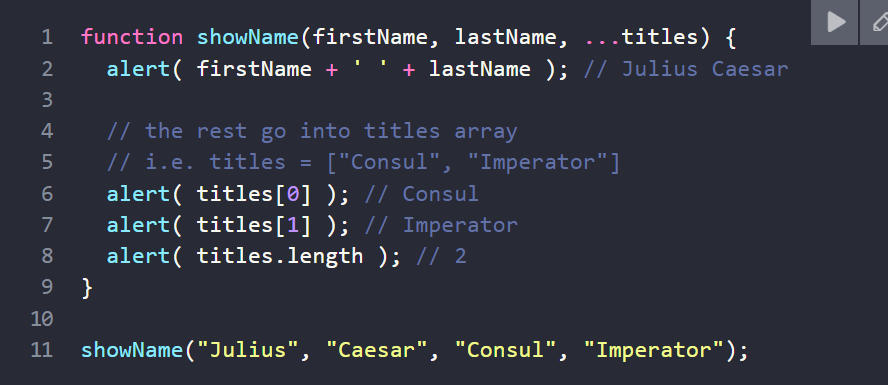 1 function showName(firstName, lastName, ...titles) {
2   alert( firstName + ' ' + lastName ); // Julius Caesar
3
4   // the rest go into titles array
5   // i.e. titles = ["Consul", "Imperator"]
6   alert( titles[0] ); // Consul
7   alert( titles[1] ); // Imperator
8   alert( titles.length ); // 2
9 }
10
11 showName("Julius", "Caesar", "Consul", "Imperator");